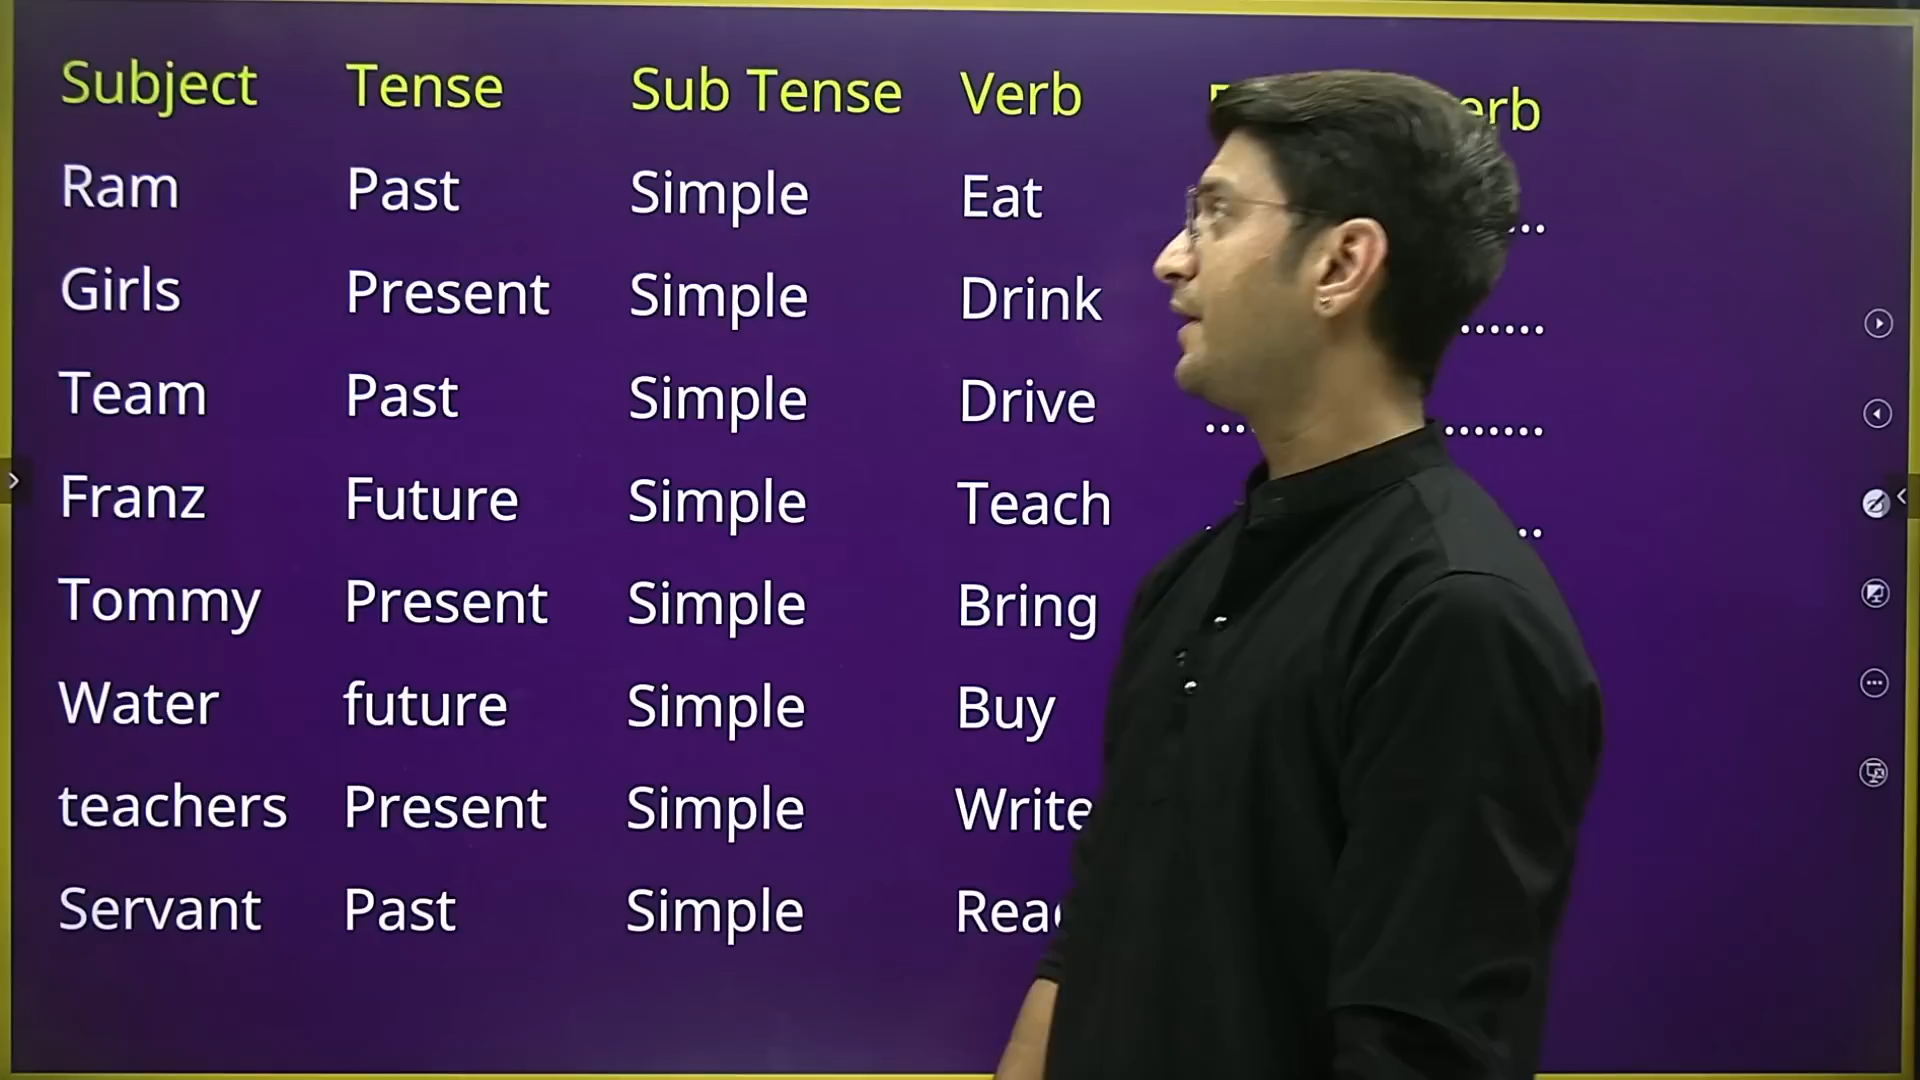 Subject Tense Sub Tense Verb
Ram Past Simple Eat
Girls Present Simple Drink
Team Past Simple Drive
Franz Future Simple Teach
Tommy Present Simple Bring
Water future Simple Buy
teachers Present Simple Write
Servant Past Simple